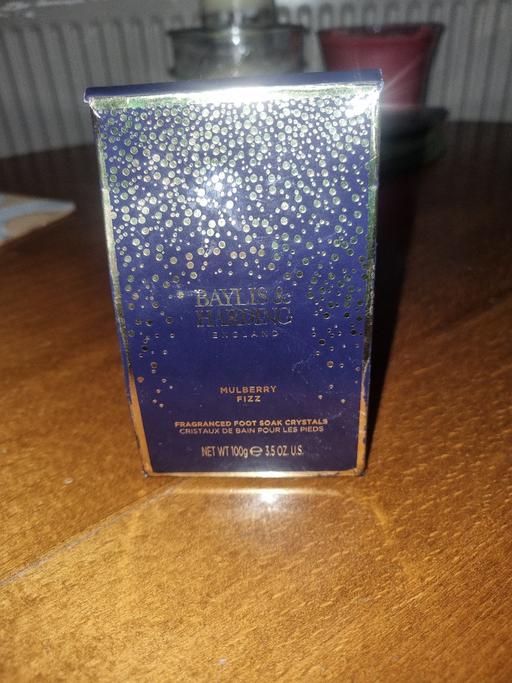 BAYLIS &
HARDING
ENGLAND
MULBERRY
FIZZ
FRAGRANCED FOOT SOAK CRYSTALS
CRISTAUX DE BAIN POUR LES PIEDS
NET WT 100g ℮ 3.5 OZ. U.S.